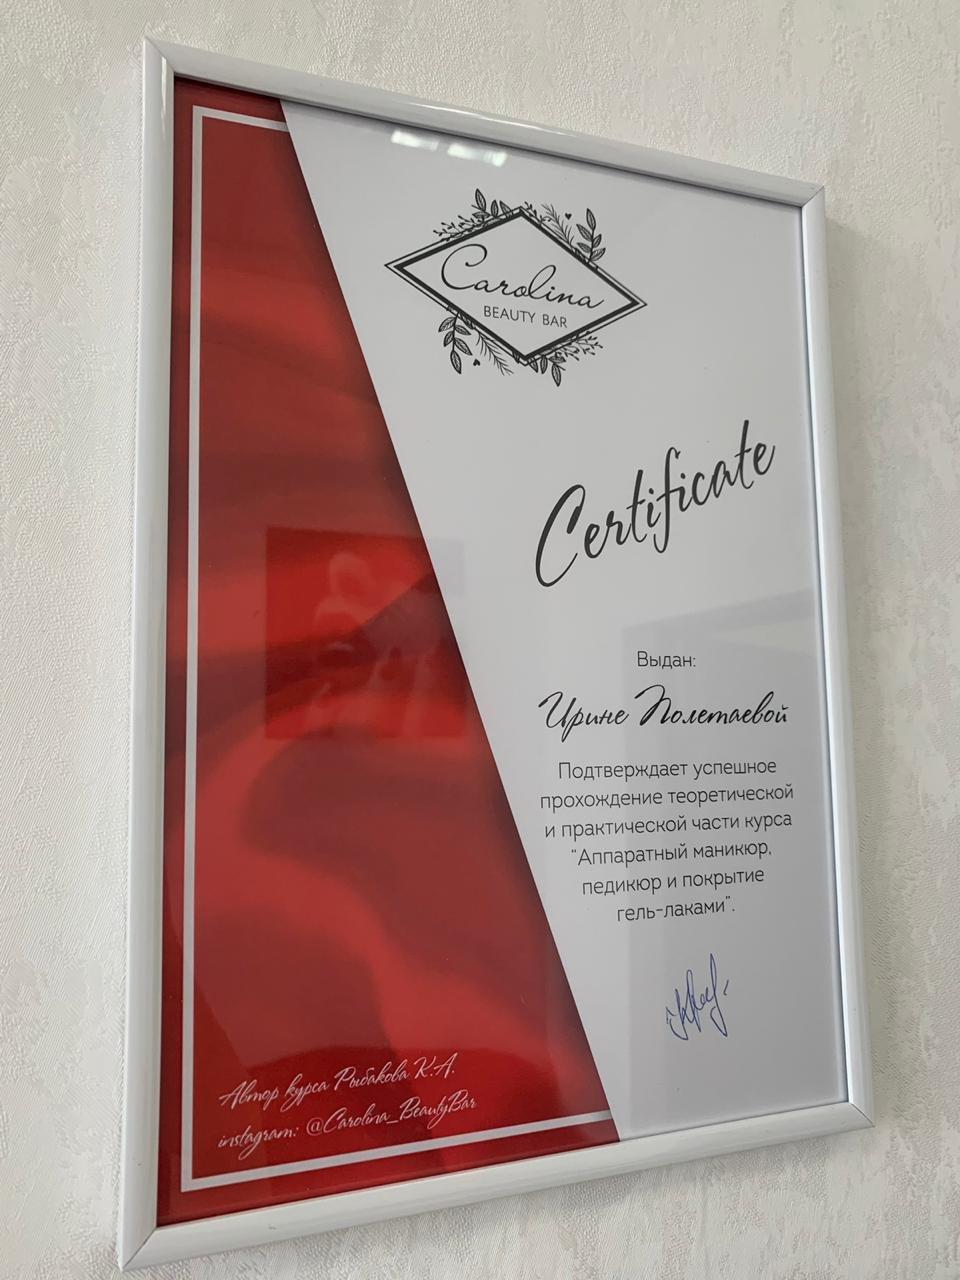 Carolina
BEAUTY BAR
Certificate
Выдан:
Ирине Полетаевой
Подтверждает успешное
прохождение теоретической
и практической части курса
"Аппаратный маникюр,
педикюр и покрытие
гель-лаками".
Автор курса Рыбакова К.А.
instagram: @Carolina_BeautyBar